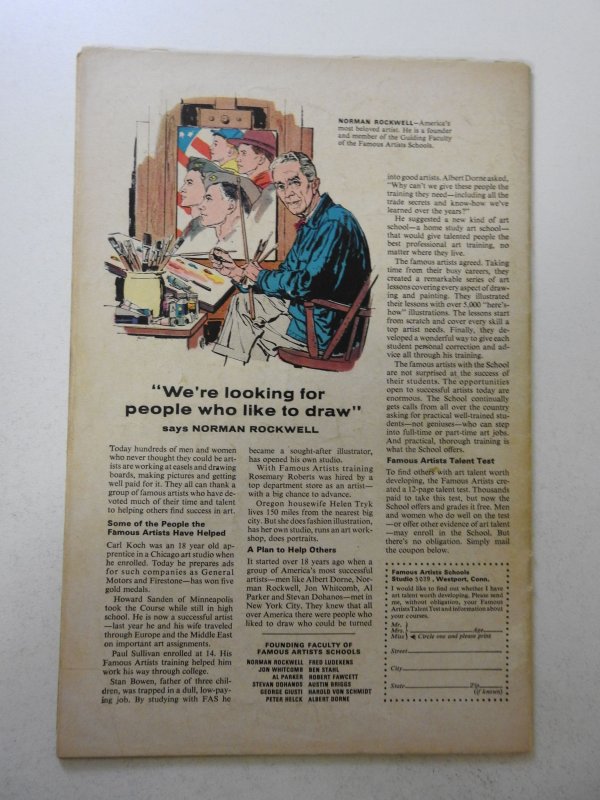 NORMAN ROCKWELL—America's
most beloved artist. He is a founder
and member of the Guiding Faculty
of the Famous Artists Schools.
"We're looking for
people who like to draw"
says NORMAN ROCKWELL
Today hundreds of men and women
who never thought they could be art-
ists are working at easels and drawing
boards, making pictures and getting
well paid for it. They all can thank a
group of famous artists who have de-
voted much of their time and talent
to helping others find success in art.
Some of the People the
Famous Artists Have Helped
Carl Koch was an 18 year old ap-
prentice in a Chicago art studio when
he enrolled. Today he prepares ads
for such companies as General
Motors and Firestone—has won five
gold medals.
Howard Sanden of Minneapolis
took the Course while still in high
school. He is now a successful artist
—last year he and his wife traveled
through Europe and the Middle East
on important art assignments.
Paul Sullivan enrolled at 14. His
Famous Artists training helped him
work his way through college.
Stan Bowen, father of three chil-
dren, was trapped in a dull, low-pay-
ing job. By studying with FAS he
became a sought-after illustrator,
has opened his own studio.
With Famous Artists training
Rosemary Roberts was hired by a
top department store as an artist—
with a big chance to advance.
Oregon housewife Helen Tryk
lives 150 miles from the nearest big
city. But she does fashion illustration,
has her own studio, runs an art work-
shop, does portraits.
A Plan to Help Others
It started over 18 years ago when a
group of America's most successful
artists—men like Albert Dorne, Nor-
man Rockwell, Jon Whitcomb, Al
Parker and Stevan Dohanos—met in
New York City. They knew that all
over America there were people who
liked to draw who could be turned
FOUNDING FACULTY OF
FAMOUS ARTISTS SCHOOLS
NORMAN ROCKWELL FRED LUDEKENS
JON WHITCOMB BEN STAHL
AL PARKER ROBERT FAWCETT
STEVAN DOHANOS AUSTIN BRIGGS
GEORGE GIUSTI HAROLD VON SCHMIDT
PETER HELCK ALBERT DORNE
into good artists. Albert Dorne asked,
"Why can't we give these people the
training they need—including all the
trade secrets and know-how we've
learned over the years?"
He suggested a new kind of art
school—a home study art school—
that would give talented people the
best professional art training, no
matter where they live.
The famous artists agreed. Taking
time from their busy careers, they
created a remarkable series of art
lessons covering every aspect of draw-
ing and painting. They illustrated
their lessons with over 5,000 "here's-
how" illustrations. The lessons start
from scratch and cover every skill a
top artist needs. Finally, they de-
veloped a wonderful way to give each
student personal correction and ad-
vice all through his training.
The famous artists with the School
are not surprised at the success of
their students. The opportunities
open to successful artists today are
enormous. The School continually
gets calls from all over the country
asking for practical well-trained stu-
dents—not geniuses—who can step
into full-time or part-time art jobs.
And practical, thorough training is
what the School offers.
Famous Artists Talent Test
To find others with art talent worth
developing, the Famous Artists cre-
ated a 12-page talent test. Thousands
paid to take this test, but now the
School offers and grades it free. Men
and women who do well on the test
—or offer other evidence of art talent
—may enroll in the School. But
there's no obligation. Simply mail
the coupon below.
Famous Artists Schools
Studio 5039, Westport, Conn.
I would like to find out whether I have
art talent worth developing. Please send
me, without obligation, your Famous
Artists Talent Test and information about
your courses.
Mr.
Mrs. Age
Miss Circle one and please print
Street
City
State Zip
(if known)